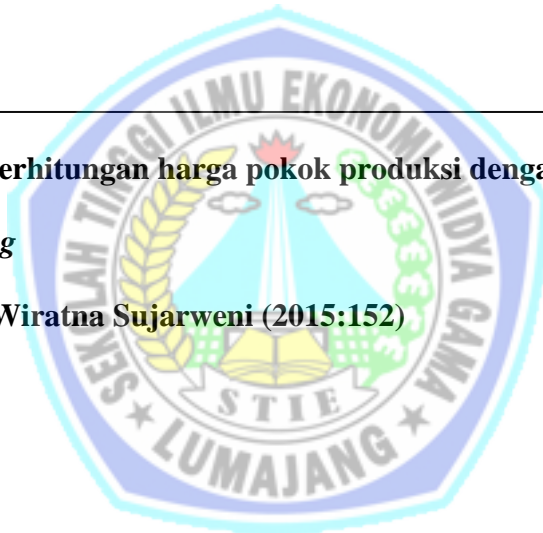 SEKOLAH TINGGI ILMU EKONOMI WIDYA GAMA
erhitungan harga pokok produksi denga
g
Wiratna Sujarweni (2015:152)
STIE
LUMAJANG